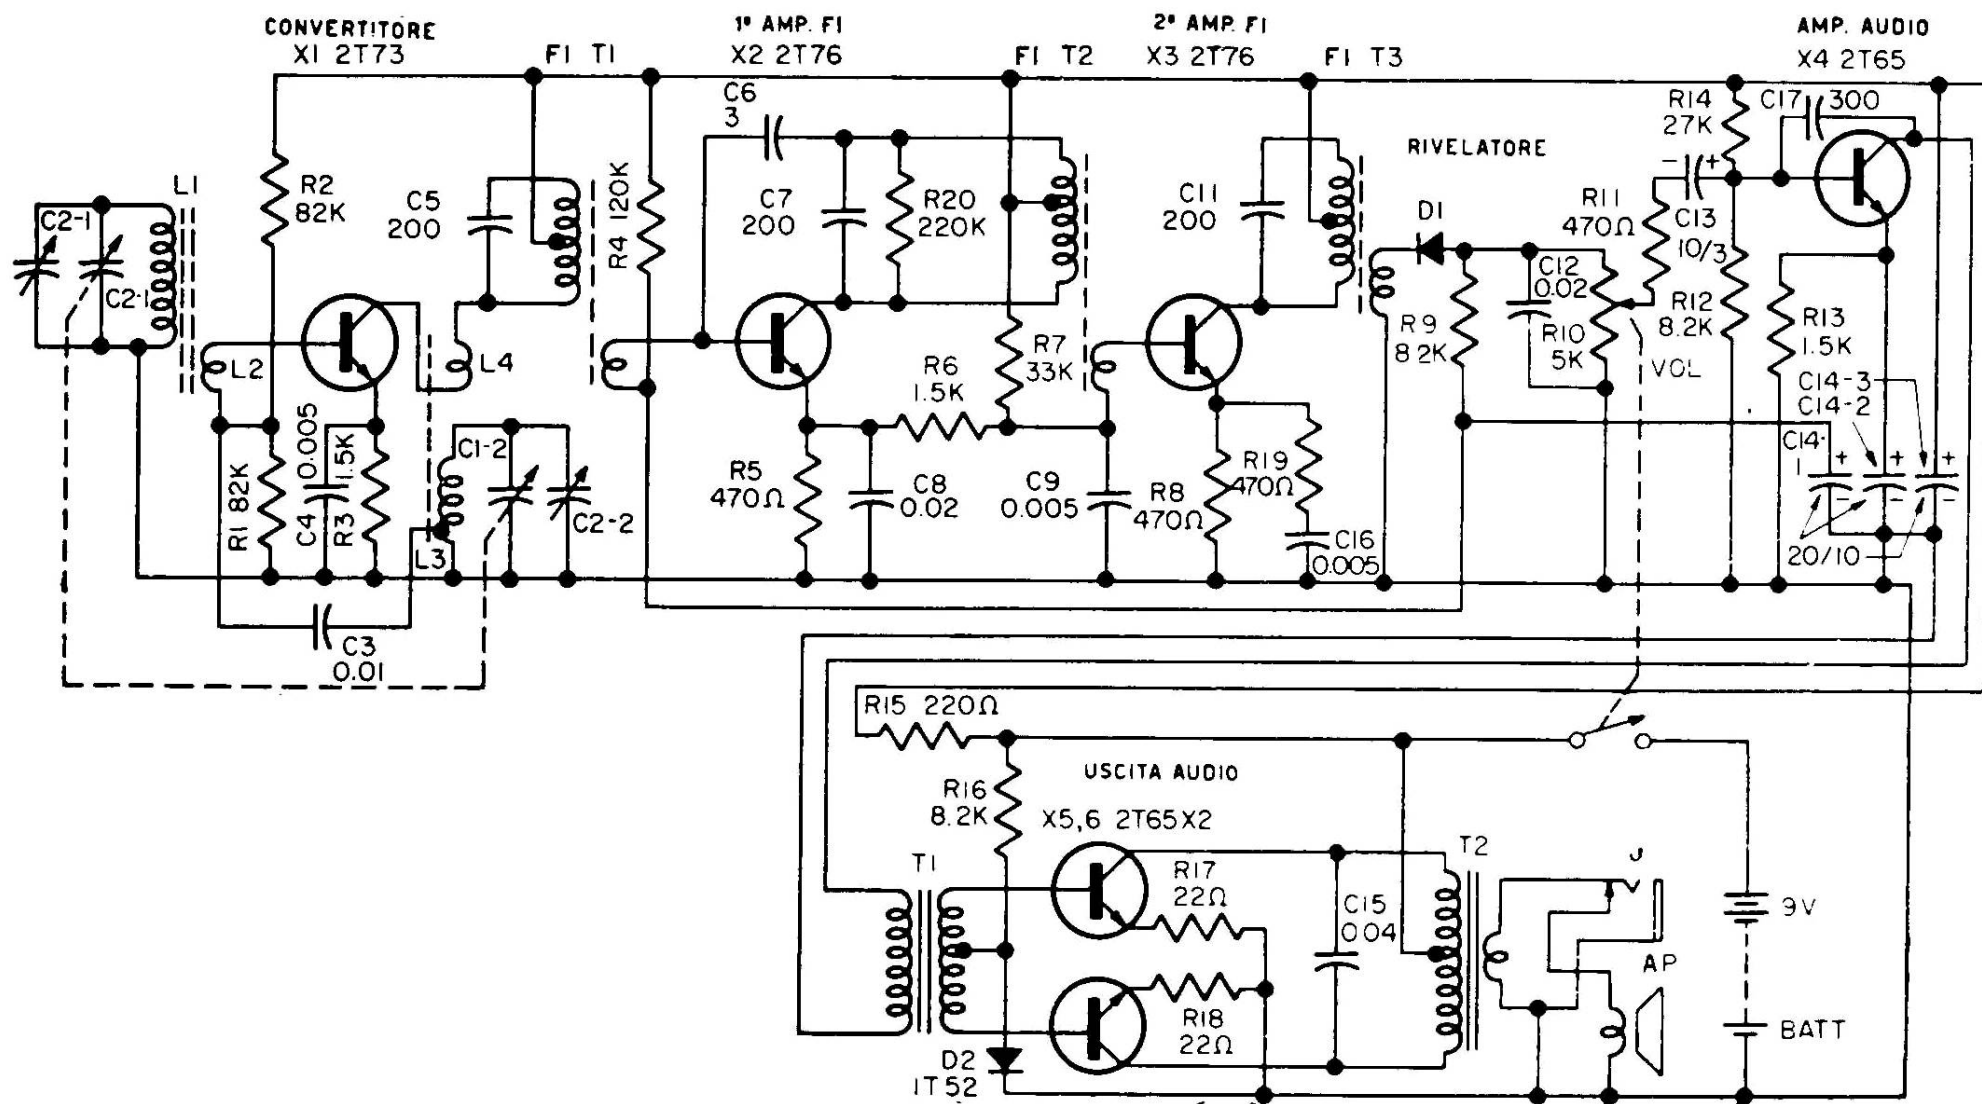 CONVERTITORE
X1 2T73
FI T1
1° AMP. FI
X2 2T76
FI T2
2° AMP. FI
X3 2T76
FI T3
AMP. AUDIO
X4 2T65
C6
3
R14
27K
C17
300
RIVELATORE
L1
C2-1
C2-1
R2
82K
C5
200
R4 120K
C7
200
R20
220K
C11
200
D1
R11
470Ω
- +
C13
10/3
C12
0.02
R10
5K
R12
8.2K
R13
1.5K
L2
L4
R6
1.5K
R7
33K
R9
8 2K
VOL
C14-3
C14-2
C14-
1
+
+
+
-
-
-
20/10
R1 82K
C4 0.005
R3 1.5K
C1-2
C2-2
L3
R5
470Ω
C8
0.02
C9
0.005
R8
470Ω
R19
470Ω
C16
0.005
C3
0.01
R15 220Ω
USCITA AUDIO
R16
8.2K
X5,6 2T65X2
T1
R17
22Ω
R18
22Ω
C15
0.04
T2
J
AP
9V
BATT
D2
1T52